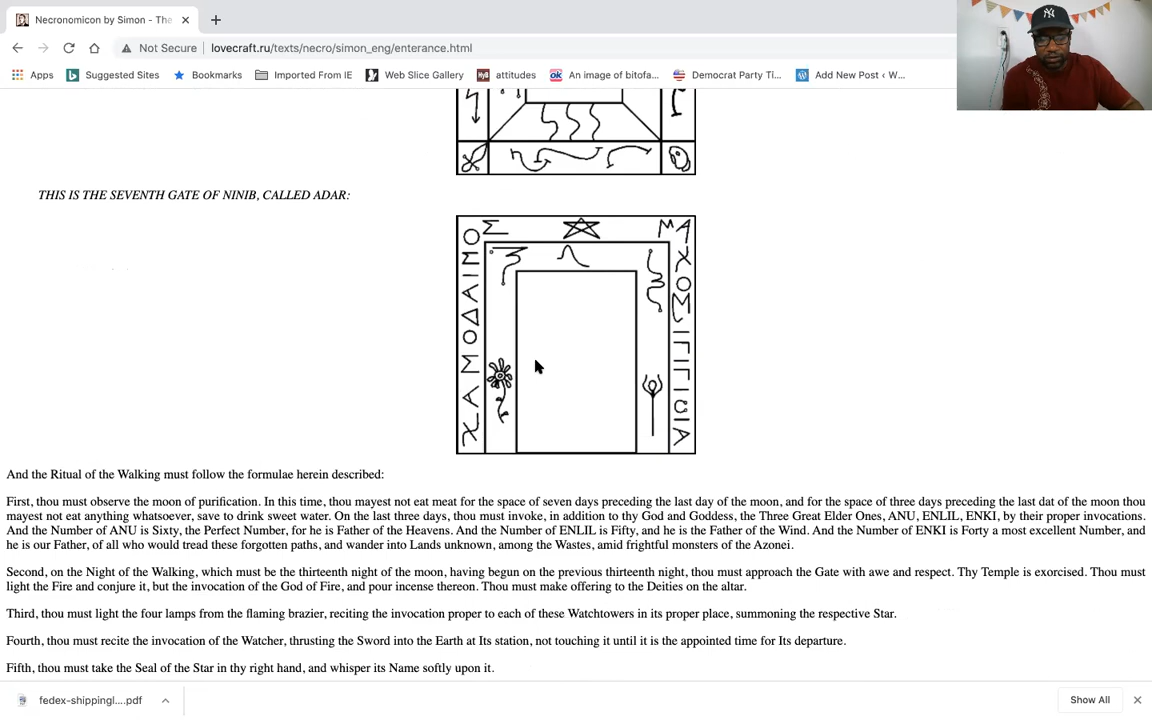 Necronomicon by Simon - The
Not Secure
lovecraft.ru/texts/necro/simon_eng/enterance.html
Apps
Suggested Sites
Bookmarks
Imported From IE
Web Slice Gallery
attitudes
An image of bitofa...
Democrat Party Ti...
Add New Post ‹ W...
THIS IS THE SEVENTH GATE OF NINIB, CALLED ADAR:
And the Ritual of the Walking must follow the formulae herein described:
First, thou must observe the moon of purification. In this time, thou mayest not eat meat for the space of seven days preceding the last day of the moon, and for the space of three days preceding the last dat of the moon thou
mayest not eat anything whatsoever, save to drink sweet water. On the last three days, thou must invoke, in addition to thy God and Goddess, the Three Great Elder Ones, ANU, ENLIL, ENKI, by their proper invocations.
And the Number of ANU is Sixty, the Perfect Number, for he is Father of the Heavens. And the Number of ENLIL is Fifty, and he is the Father of the Wind. And the Number of ENKI is Forty a most excellent Number, and
he is our Father, of all who would tread these forgotten paths, and wander into Lands unknown, among the Wastes, amid frightful monsters of the Azonei.
Second, on the Night of the Walking, which must be the thirteenth night of the moon, having begun on the previous thirteenth night, thou must approach the Gate with awe and respect. Thy Temple is exorcised. Thou must
light the Fire and conjure it, but the invocation of the God of Fire, and pour incense thereon. Thou must make offering to the Deities on the altar.
Third, thou must light the four lamps from the flaming brazier, reciting the invocation proper to each of these Watchtowers in its proper place, summoning the respective Star.
Fourth, thou must recite the invocation of the Watcher, thrusting the Sword into the Earth at Its station, not touching it until it is the appointed time for Its departure.
Fifth, thou must take the Seal of the Star in thy right hand, and whisper its Name softly upon it.
fedex-shippingl....pdf
Show All